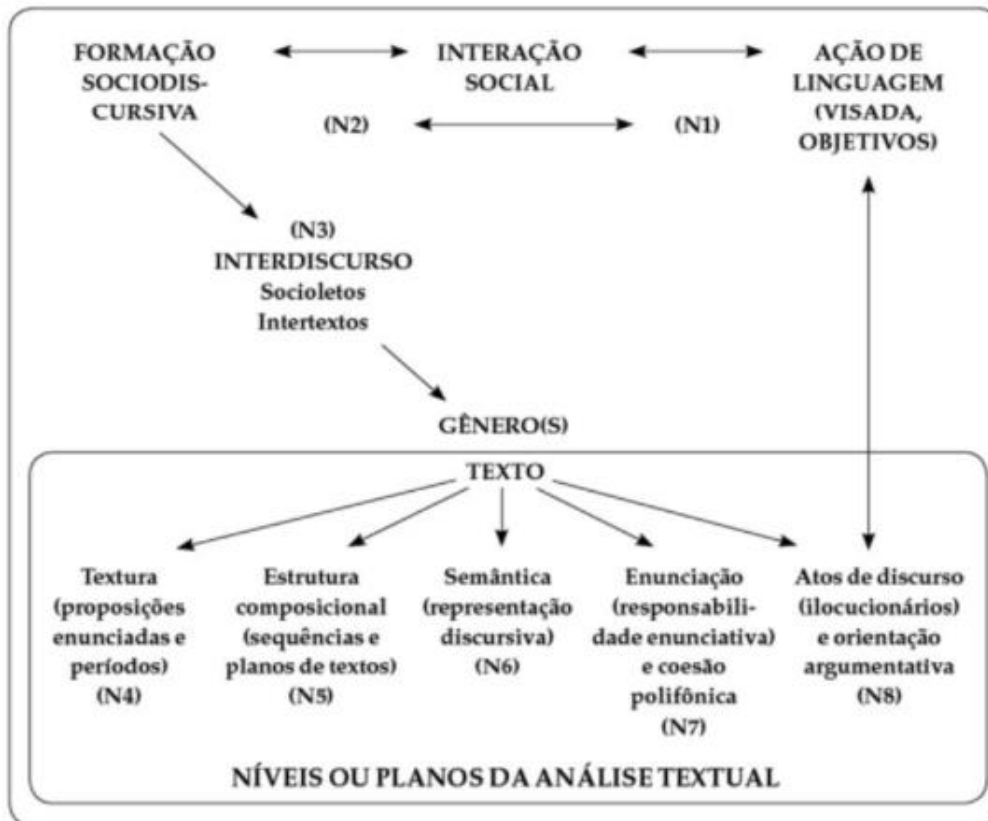 FORMAÇÃO
SOCIODIS-
CURSIVA
INTERAÇÃO
SOCIAL
AÇÃO DE
LINGUAGEM
(VISADA,
OBJETIVOS)
(N2)
(N1)
(N3)
INTERDISCURSO
Socioletos
Intertextos
GÊNERO(S)
TEXTO
Textura
(proposições
enunciadas e
períodos)
(N4)
Estrutura
composicional
(sequências e
planos de textos)
(N5)
Semântica
(representação
discursiva)
(N6)
Enunciação
(responsabili-
dade enunciativa)
e coesão
polifônica
(N7)
Atos de discurso
(ilocucionários)
e orientação
argumentativa
(N8)
NÍVEIS OU PLANOS DA ANÁLISE TEXTUAL